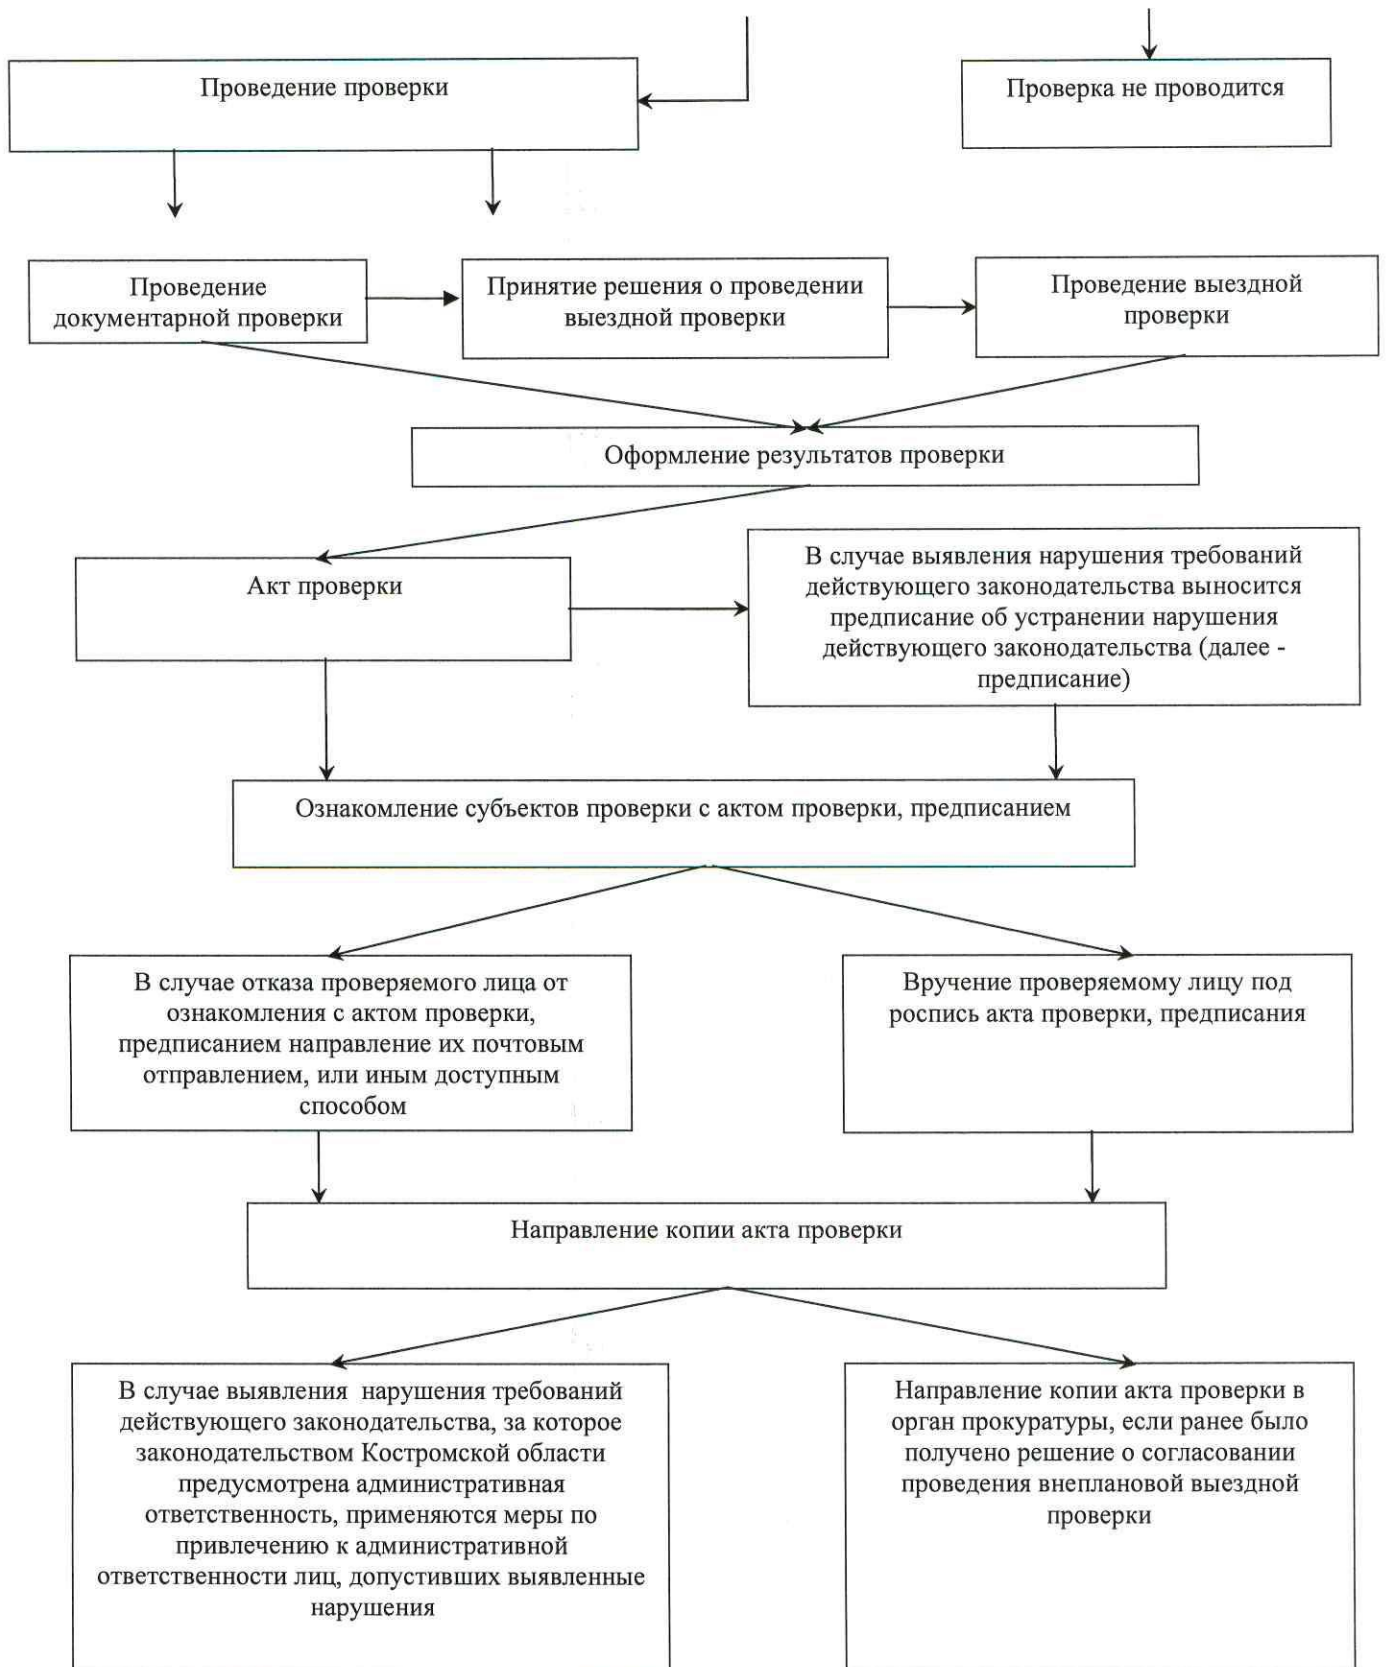 Проведение проверки
Проверка не проводится
Проведение
документарной проверки
Принятие решения о проведении
выездной проверки
Проведение выездной
проверки
Оформление результатов проверки
Акт проверки
В случае выявления нарушения требований
действующего законодательства выносится
предписание об устранении нарушения
действующего законодательства (далее -
предписание)
Ознакомление субъектов проверки с актом проверки, предписанием
В случае отказа проверяемого лица от
ознакомления с актом проверки,
предписанием направление их почтовым
отправлением, или иным доступным
способом
Вручение проверяемому лицу под
роспись акта проверки, предписания
Направление копии акта проверки
В случае выявления нарушения требований
действующего законодательства, за которое
законодательством Костромской области
предусмотрена административная
ответственность, применяются меры по
привлечению к административной
ответственности лиц, допустивших выявленные
нарушения
Направление копии акта проверки в
орган прокуратуры, если ранее было
получено решение о согласовании
проведения внеплановой выездной
проверки